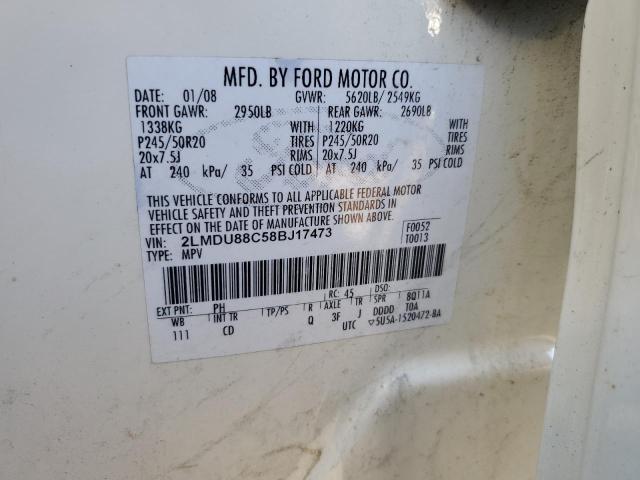 MFD. BY FORD MOTOR CO.
DATE: 01/08 GVWR: 5620LB/ 2549KG
FRONT GAWR: 2950LB REAR GAWR: 2690LB
1338KG WITH 1220KG WITH
P245/50R20 TIRES P245/50R20 TIRES
20x7.5J RIMS 20x7.5J RIMS
AT 240 kPa/ 35 PSI COLD AT 240 kPa/ 35 PSI COLD
THIS VEHICLE CONFORMS TO ALL APPLICABLE FEDERAL MOTOR
VEHICLE SAFETY AND THEFT PREVENTION STANDARDS IN
EFFECT ON THE DATE OF MANUFACTURE SHOWN ABOVE.
VIN: 2LMDU88C58BJ17473 F0052
TYPE: MPV T0013
EXT PNT: PH RC: 45 DSO:
WB INT TR TP/PS R AXLE TR SPR 8Q11A
111 CD Q 3F J DDDD TOA
UTC ▽5U5A-1520472-BA